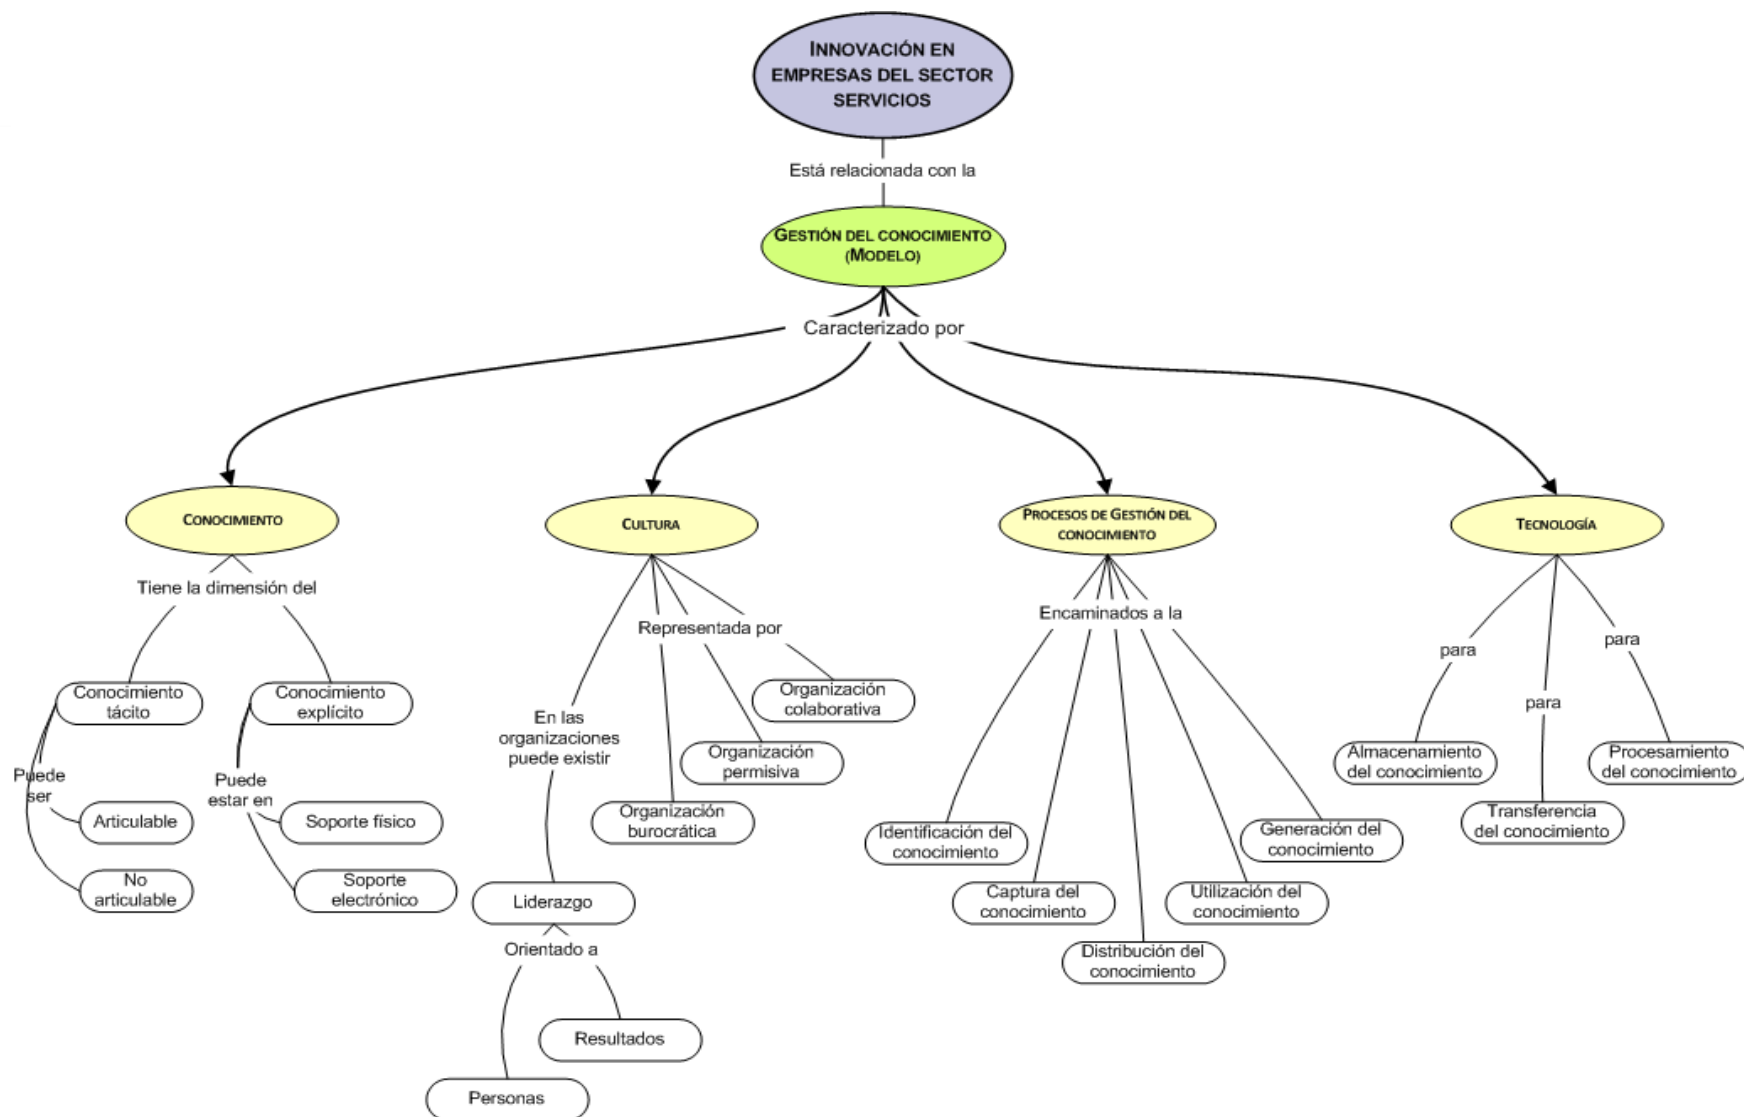 INNOVACIÓN EN
EMPRESAS DEL SECTOR
SERVICIOS
Está relacionada con la
GESTIÓN DEL CONOCIMIENTO
(MODELO)
Caracterizado por
CONOCIMIENTO
CULTURA
PROCESOS DE GESTIÓN DEL
CONOCIMIENTO
TECNOLOGÍA
Tiene la dimensión del
Conocimiento
tácito
Conocimiento
explícito
Puede
ser
Articulable
No
articulable
Puede
estar en
Soporte físico
Soporte
electrónico
Representada por
Organización
colaborativa
Organización
permisiva
Organización
burocrática
En las
organizaciones
puede existir
Liderazgo
Orientado a
Resultados
Personas
Encaminados a la
Identificación del
conocimiento
Captura del
conocimiento
Distribución del
conocimiento
Utilización del
conocimiento
Generación del
conocimiento
para
para
para
Almacenamiento
del conocimiento
Transferencia
del conocimiento
Procesamiento
del conocimiento